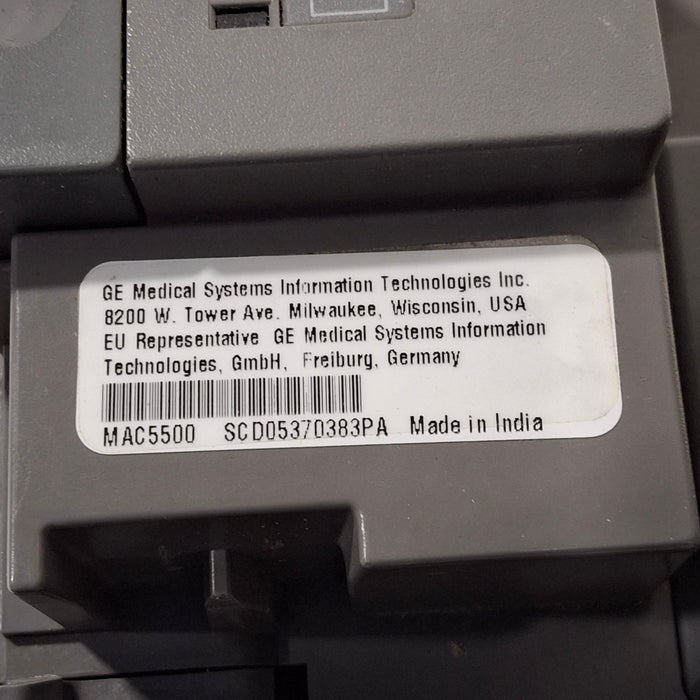 GE Medical Systems Information Technologies Inc.
8200 W. Tower Ave. Milwaukee, Wisconsin, USA
EU Representative GE Medical Systems Information
Technologies, GmbH, Freiburg, Germany
MAC5500 SCD05370383PA Made in India